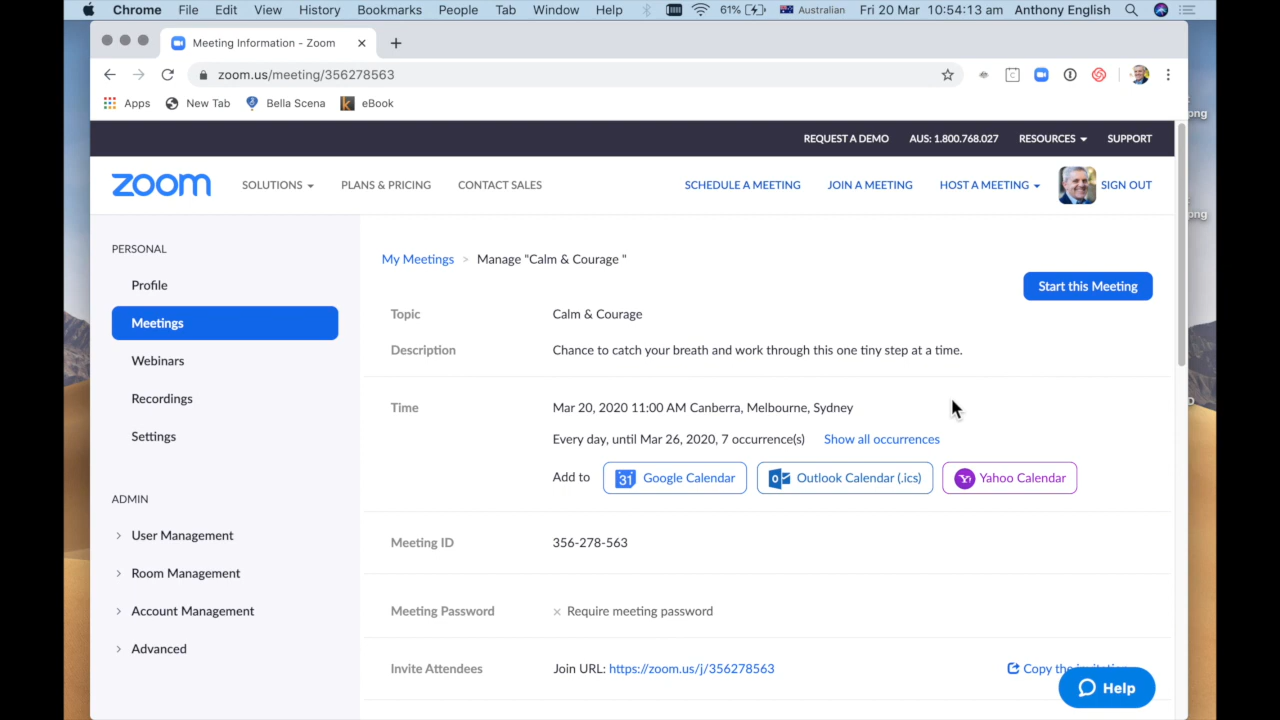 Chrome File Edit View History Bookmarks People Tab Window Help 61% Australian Fri 20 Mar 10:54:13 am Anthony English
Meeting Information - Zoom
zoom.us/meeting/356278563
Apps New Tab Bella Scena eBook
png
REQUEST A DEMO AUS: 1.800.768.027 RESOURCES SUPPORT
zoom SOLUTIONS PLANS & PRICING CONTACT SALES SCHEDULE A MEETING JOIN A MEETING HOST A MEETING SIGN OUT
png
PERSONAL
Profile
Meetings
Webinars
Recordings
Settings
ADMIN
User Management
Room Management
Account Management
Advanced
My Meetings > Manage "Calm & Courage "
Start this Meeting
Topic Calm & Courage
Description Chance to catch your breath and work through this one tiny step at a time.
Time Mar 20, 2020 11:00 AM Canberra, Melbourne, Sydney
Every day, until Mar 26, 2020, 7 occurrence(s) Show all occurrences
Add to 31 Google Calendar Outlook Calendar (.ics) Yahoo Calendar
Meeting ID 356-278-563
Meeting Password × Require meeting password
Invite Attendees Join URL: https://zoom.us/j/356278563 Copy the invitation
Help